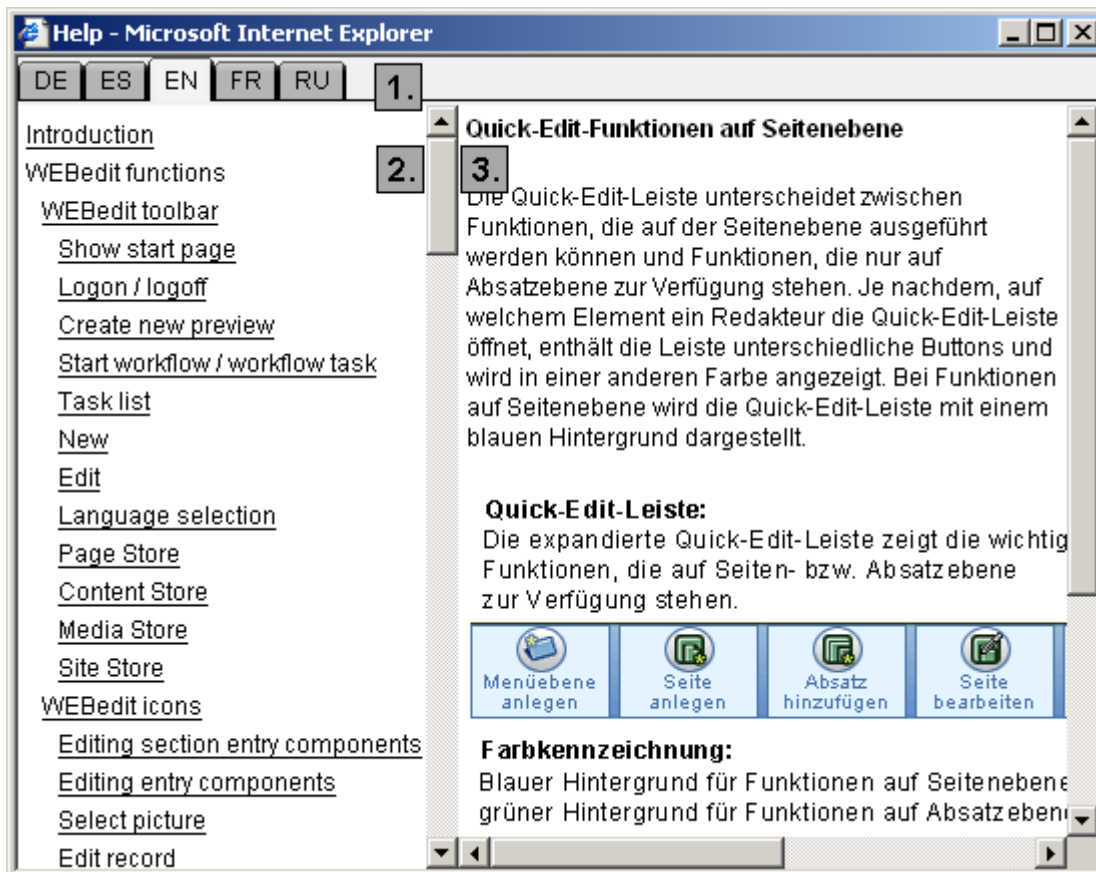 Help - Microsoft Internet Explorer
DE ES EN FR RU
1.
Introduction
WEBedit functions
2.
WEBedit toolbar
Show start page
Logon / logoff
Create new preview
Start workflow / workflow task
Task list
New
Edit
Language selection
Page Store
Content Store
Media Store
Site Store
WEBedit icons
Editing section entry components
Editing entry components
Select picture
Edit record
Quick-Edit-Funktionen auf Seitenebene
3.
Die Quick-Edit-Leiste unterscheidet zwischen
Funktionen, die auf der Seitenebene ausgeführt
werden können und Funktionen, die nur auf
Absatzebene zur Verfügung stehen. Je nachdem, auf
welchem Element ein Redakteur die Quick-Edit-Leiste
öffnet, enthält die Leiste unterschiedliche Buttons und
wird in einer anderen Farbe angezeigt. Bei Funktionen
auf Seitenebene wird die Quick-Edit-Leiste mit einem
blauen Hintergrund dargestellt.
Quick-Edit-Leiste:
Die expandierte Quick-Edit-Leiste zeigt die wichtig
Funktionen, die auf Seiten- bzw. Absatzebene
zur Verfügung stehen.
Menüebene anlegen
Seite anlegen
Absatz hinzufügen
Seite bearbeiten
Farbkennzeichnung:
Blauer Hintergrund für Funktionen auf Seitenebene
grüner Hintergrund für Funktionen auf Absatzeben